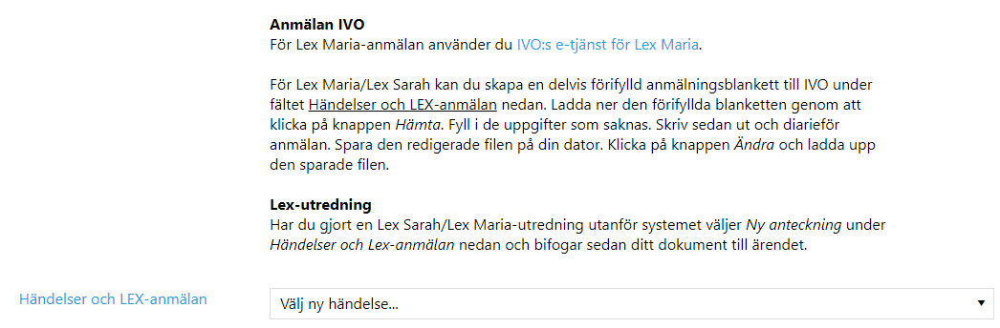 Anmälan IVO
För Lex Maria-anmälan använder du IVO:s e-tjänst för Lex Maria.
För Lex Maria/Lex Sarah kan du skapa en delvis förifylld anmälningsblankett till IVO under
fältet Händelser och LEX-anmälan nedan. Ladda ner den förifyllda blanketten genom att
klicka på knappen Hämta. Fyll i de uppgifter som saknas. Skriv sedan ut och diarieför
anmälan. Spara den redigerade filen på din dator. Klicka på knappen Ändra och ladda upp
den sparade filen.
Lex-utredning
Har du gjort en Lex Sarah/Lex Maria-utredning utanför systemet väljer Ny anteckning under
Händelser och Lex-anmälan nedan och bifogar sedan ditt dokument till ärendet.
Händelser och LEX-anmälan
Välj ny händelse...